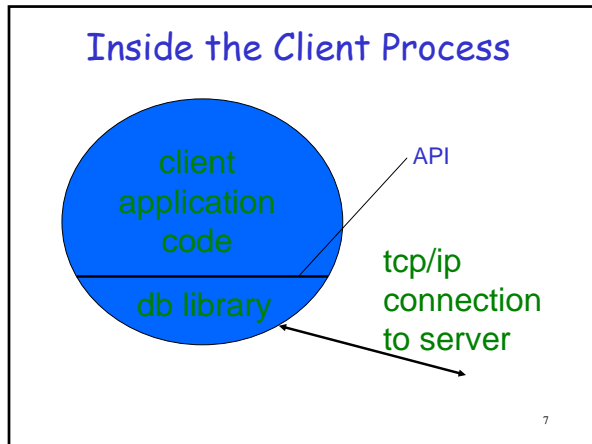 Inside the Client Process
client
application
code
API
db library
tcp/ip
connection
to server
7